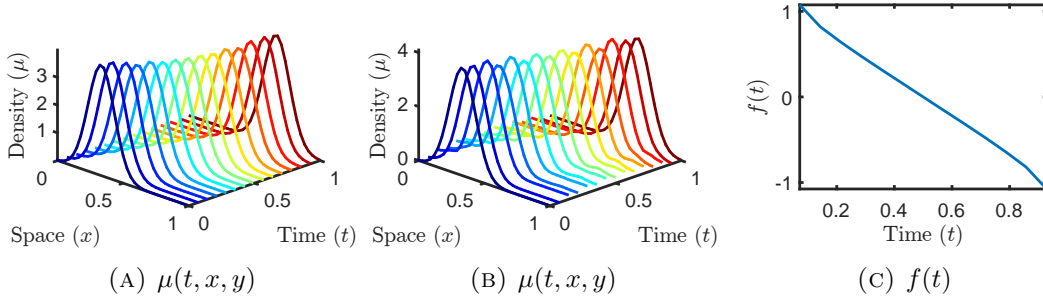 Density (μ)
3
2
1
0
0
0.5
1
Space (x)
0
0.5
1
Time (t)
(A) μ(t, x, y)
Density (μ)
4
2
0
0
0.5
1
Space (x)
0
0.5
1
Time (t)
(B) μ(t, x, y)
f(t)
1
0
-1
0.2 0.4 0.6 0.8
Time (t)
(C) f(t)